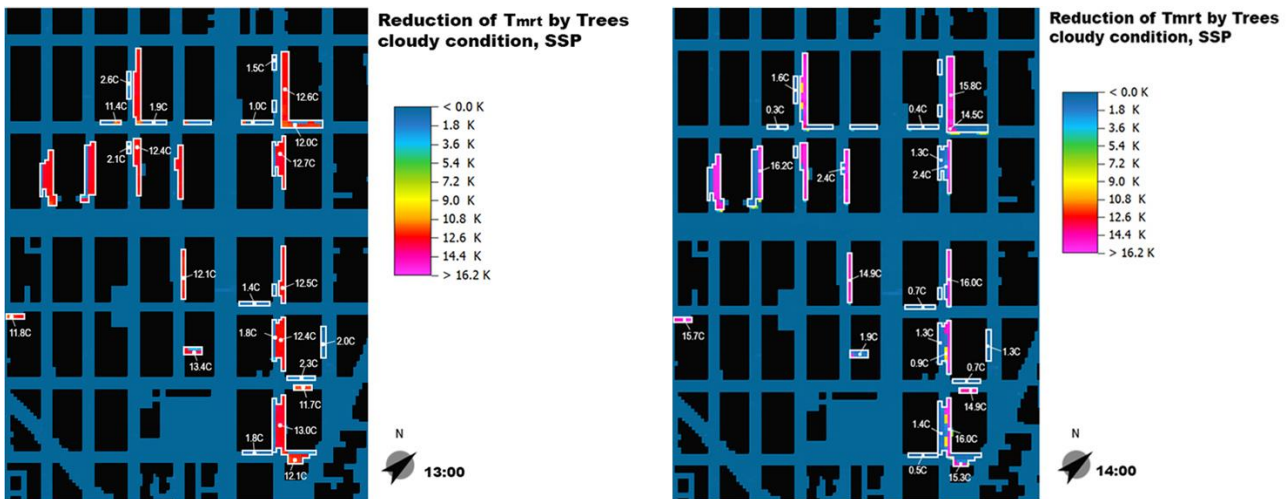 Reduction of Tmrt by Trees
cloudy condition, SSP
< 0.0 K
1.8 K
3.6 K
5.4 K
7.2 K
9.0 K
10.8 K
12.6 K
14.4 K
> 16.2 K
2.6C
11.4C
1.9C
1.5C
1.0C
12.6C
12.0C
2.1C
12.4C
12.7C
12.1C
12.5C
1.4C
11.8C
1.8C
12.4C
2.0C
13.4C
2.3C
11.7C
13.0C
1.8C
12.1C
N
13:00
Reduction of Tmrt by Trees
cloudy condition, SSP
< 0.0 K
1.8 K
3.6 K
5.4 K
7.2 K
9.0 K
10.8 K
12.6 K
14.4 K
> 16.2 K
1.6C
0.3C
15.8C
0.4C
14.5C
1.3C
16.2C
2.4C
2.4C
14.9C
16.0C
0.7C
15.7C
1.3C
1.9C
0.9C
1.3C
0.7C
14.9C
1.4C
16.0C
0.5C
15.3C
N
14:00